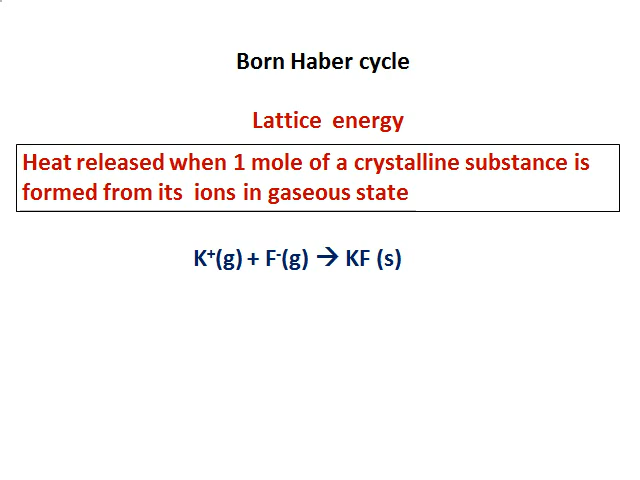 Born Haber cycle
Lattice  energy
Heat released when 1 mole of a crystalline substance is
formed from its  ions in gaseous state
K⁺(g) + F⁻(g) → KF (s)